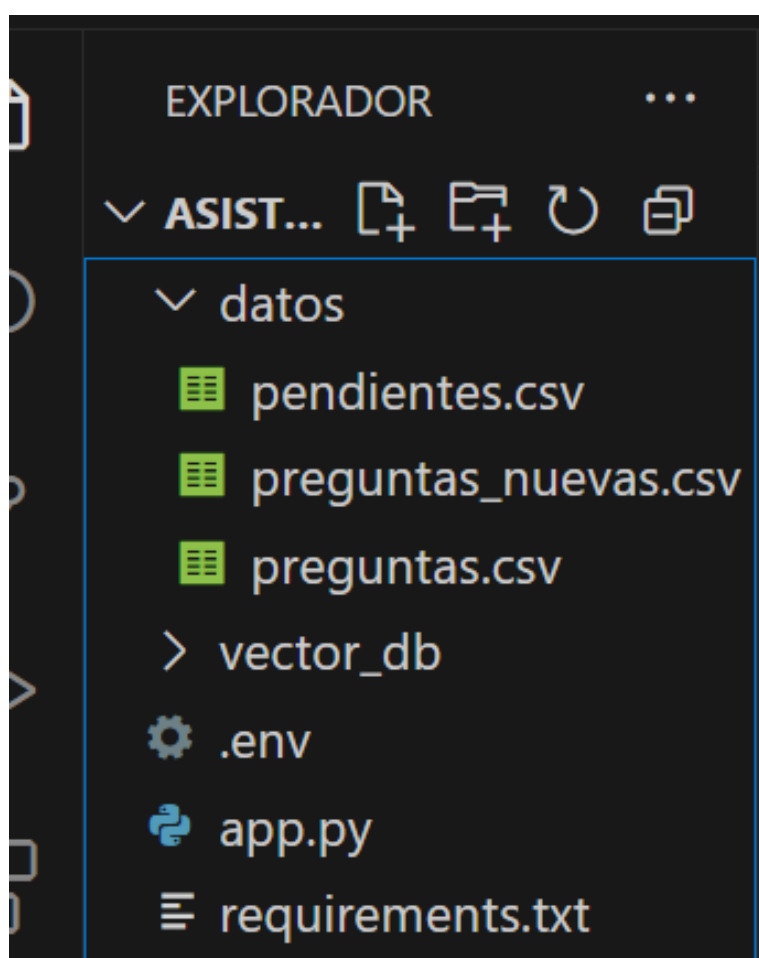 EXPLORADOR ...
ASIST...
datos
pendientes.csv
preguntas_nuevas.csv
preguntas.csv
vector_db
.env
app.py
requirements.txt